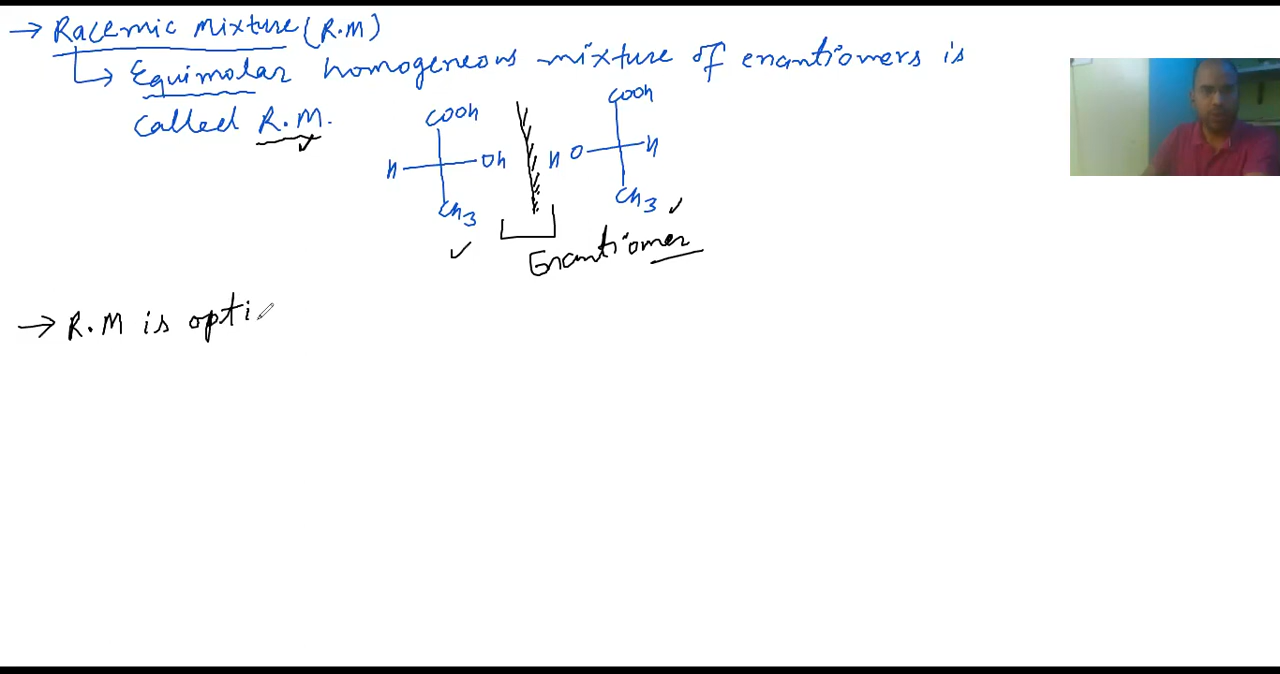 → Racemic Mixture (R.M)
↳ Equimolar homogeneous mixture of enantiomers is
called R.M.
COOH
H OH
CH3
COOH
HO H
CH3
Enantiomer
→ R.M is opti